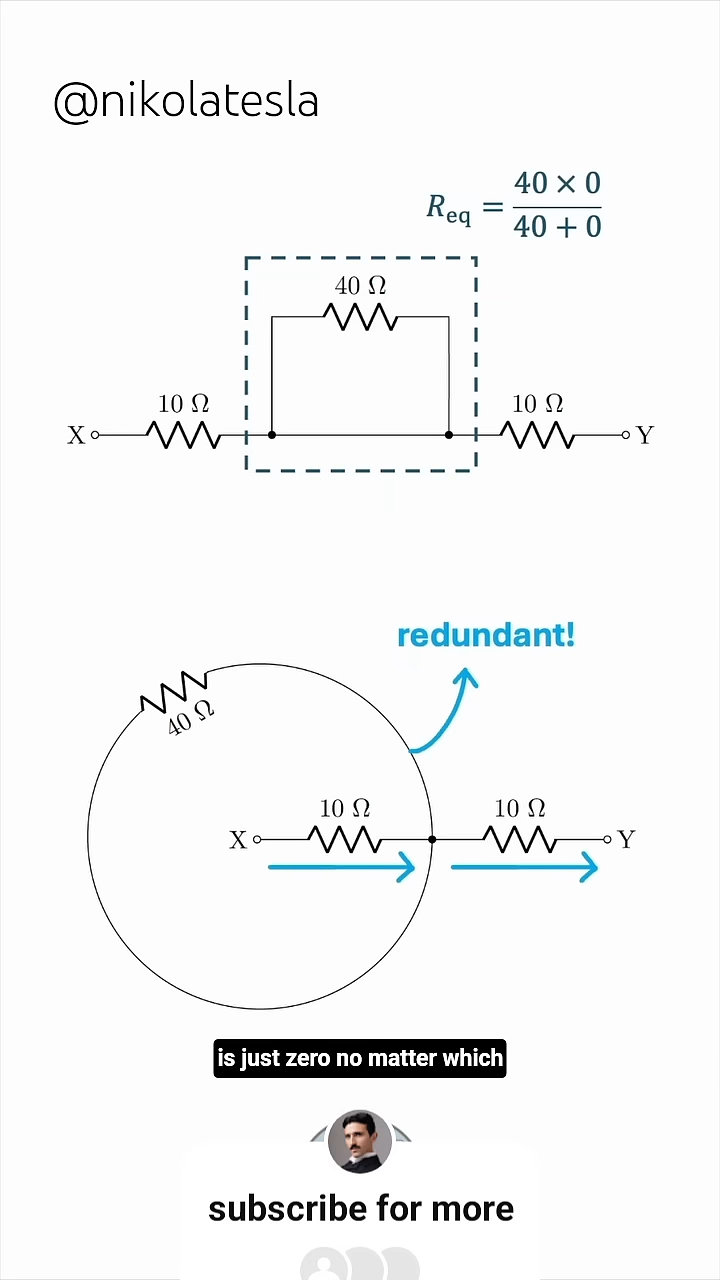 @nikolatesla
R_eq = (40 × 0) / (40 + 0)
40 Ω
10 Ω
10 Ω
X
Y
redundant!
40 Ω
10 Ω
10 Ω
X
Y
is just zero no matter which
subscribe for more